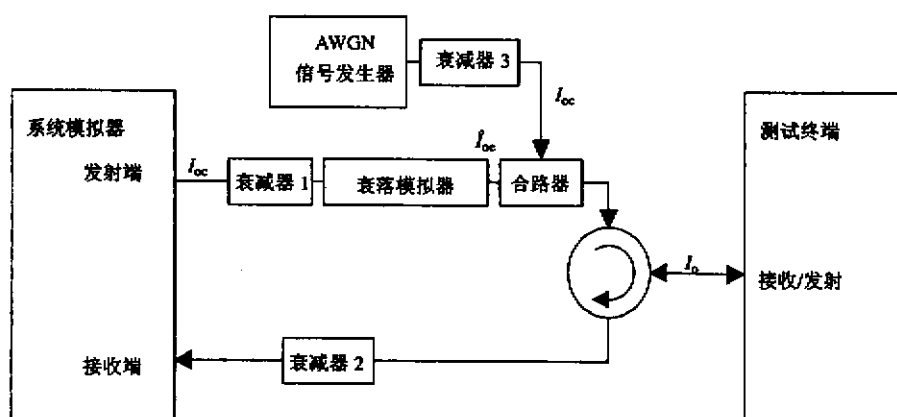 AWGN
信号发生器
衰减器 3
I_oc
系统模拟器
测试终端
发射端
I_oc
衰减器 1
衰落模拟器
Î_oc
合路器
I_o
接收/发射
接收端
衰减器 2